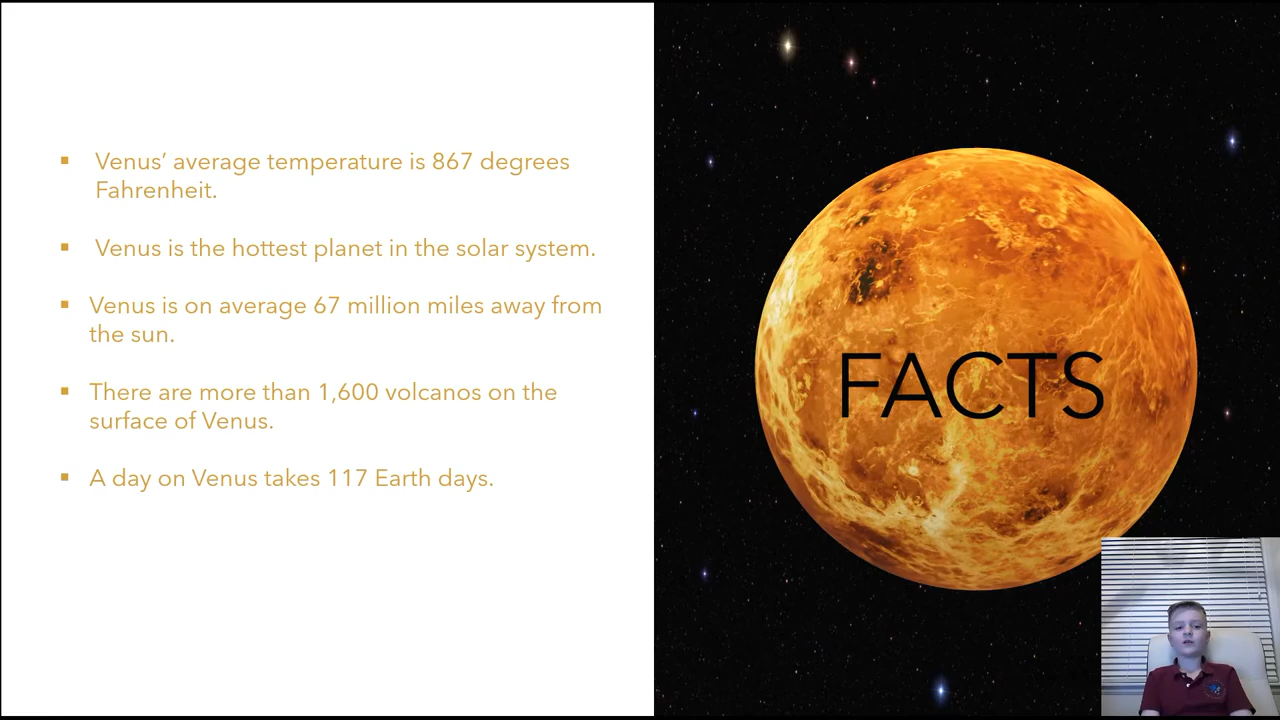 ▪ Venus’ average temperature is 867 degrees
Fahrenheit.
▪ Venus is the hottest planet in the solar system.
▪ Venus is on average 67 million miles away from
the sun.
▪ There are more than 1,600 volcanos on the
surface of Venus.
▪ A day on Venus takes 117 Earth days.
FACTS